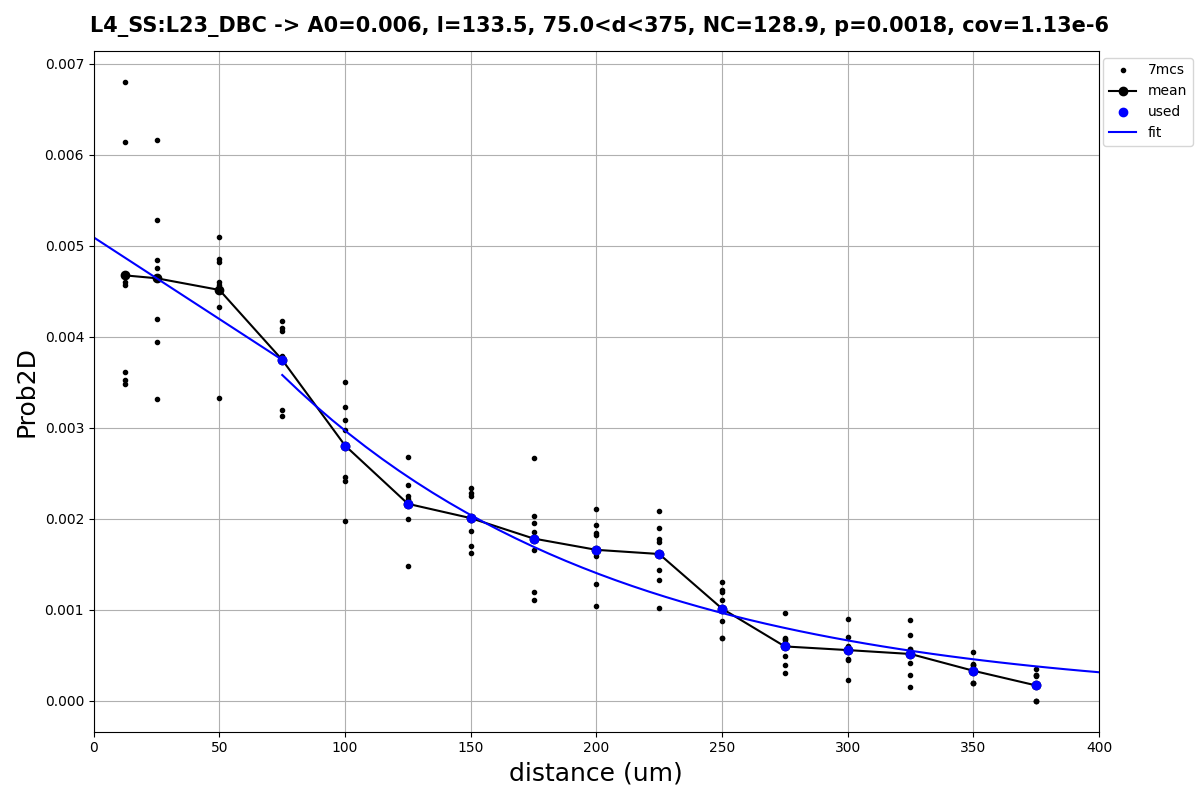 L4_SS:L23_DBC -> A0=0.006, l=133.5, 75.0<d<375, NC=128.9, p=0.0018, cov=1.13e-6
0.007
0.006
0.005
0.004
0.003
0.002
0.001
0.000
Prob2D
0 50 100 150 200 250 300 350 400
distance (um)
7mcs
mean
used
fit